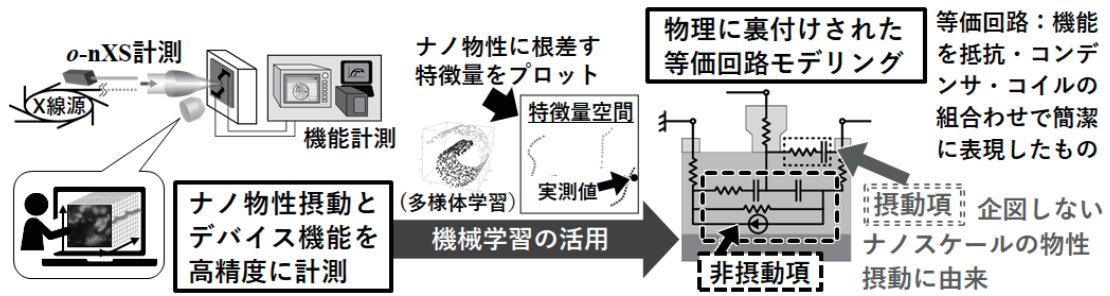 o-nXS計測
X線源
機能計測
ナノ物性摂動と
デバイス機能を
高精度に計測
ナノ物性に根差す
特徴量をプロット
(多様体学習)
特徴量空間
実測値
機械学習の活用
物理に裏付けされた
等価回路モデリング
非摂動項
等価回路：機能
を抵抗・コンデ
ンサ・コイルの
組合わせで簡潔
に表現したもの
摂動項 企図しない
ナノスケールの物性
摂動に由来